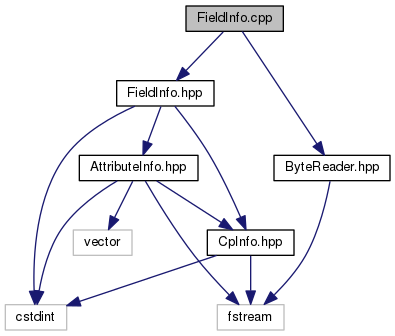 FieldInfo.cpp
FieldInfo.hpp
AttributeInfo.hpp
ByteReader.hpp
vector
CpInfo.hpp
cstdint
fstream